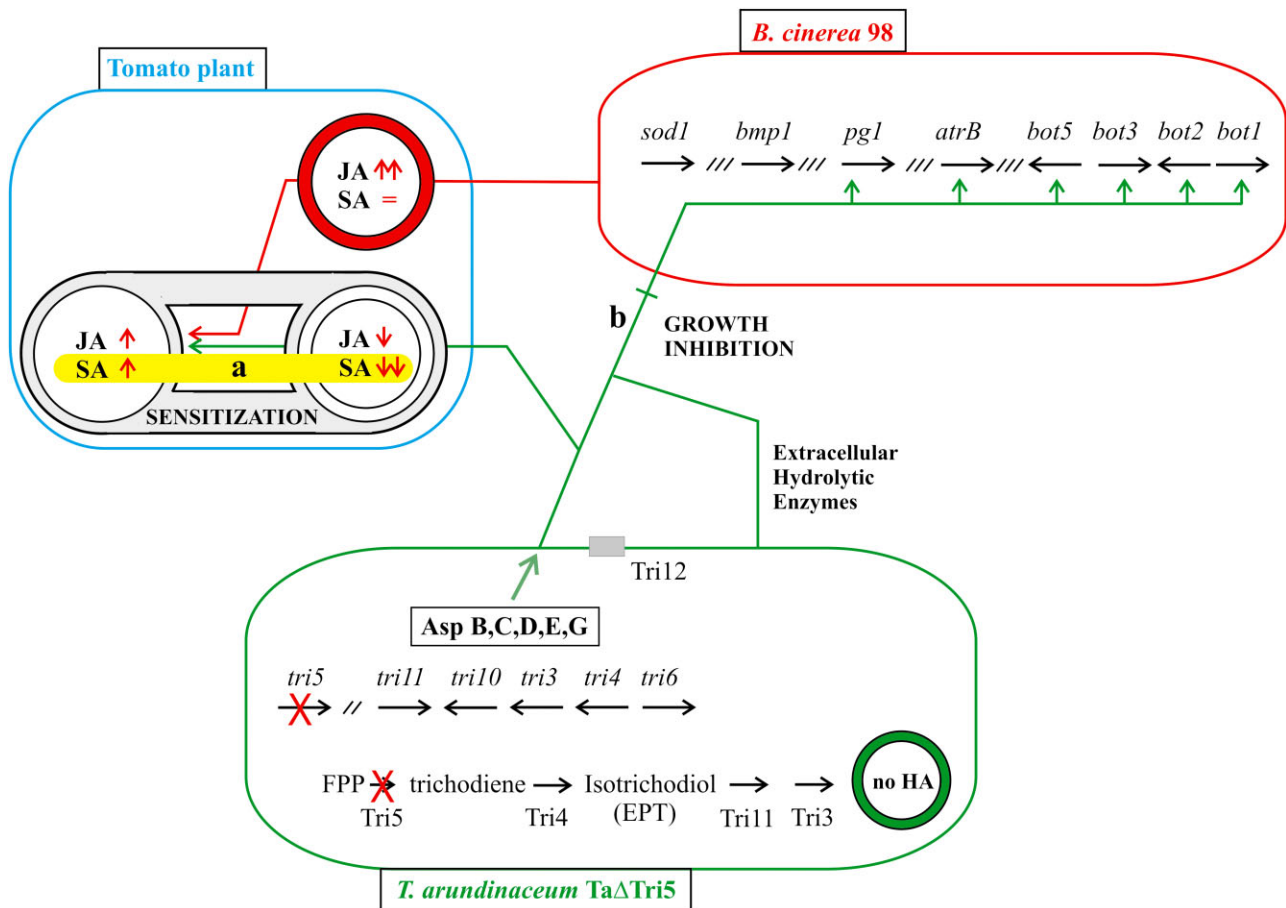 B. cinerea 98
Tomato plant
sod1 bmp1 pg1 atrB bot5 bot3 bot2 bot1
JA
SA =
JA
SA
a
JA
SA
SENSITIZATION
b
GROWTH
INHIBITION
Extracellular
Hydrolytic
Enzymes
Tri12
Asp B,C,D,E,G
tri5 // tri11 tri10 tri3 tri4 tri6
FPP trichodiene Isotrichodiol
(EPT)
Tri5 Tri4 Tri11 Tri3
no HA
T. arundinaceum TaΔTri5